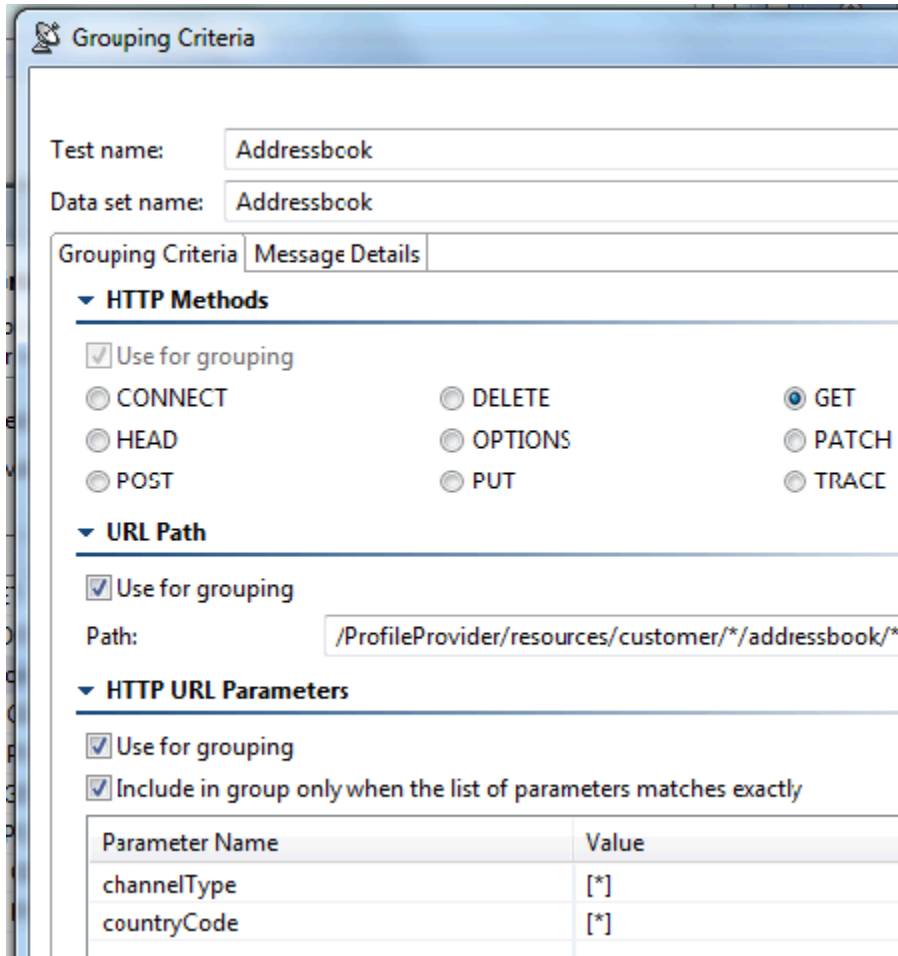 Grouping Criteria
Test name: Addressbook
Data set name: Addressbook
Grouping Criteria Message Details
HTTP Methods
Use for grouping
CONNECT DELETE GET
HEAD OPTIONS PATCH
POST PUT TRACE
URL Path
Use for grouping
Path: /ProfileProvider/resources/customer/*/addressbook/*
HTTP URL Parameters
Use for grouping
Include in group only when the list of parameters matches exactly
Parameter Name Value
channelType [*]
countryCode [*]